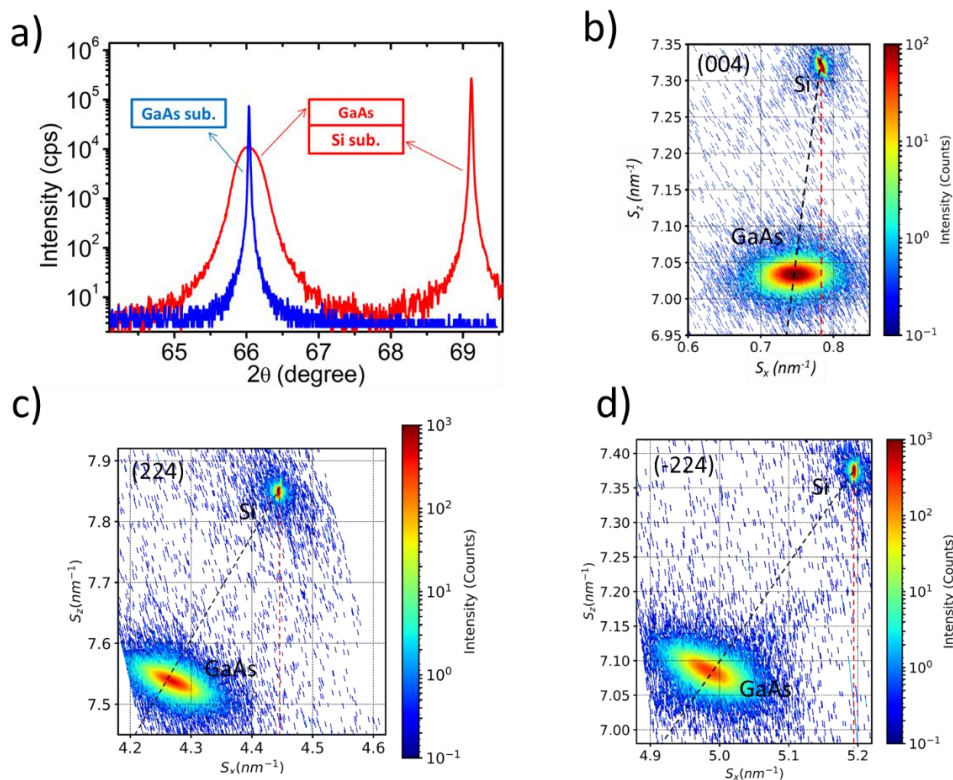 a)
10⁶
10⁵
10⁴
10³
10²
10¹
Intensity (cps)
GaAs sub.
GaAs
Si sub.
65 66 67 68 69
2θ (degree)
b)
(004)
Si
GaAs
7.35
7.30
7.25
7.20
7.15
7.10
7.05
7.00
6.95
S_z (nm⁻¹)
0.6 0.7 0.8
S_x (nm⁻¹)
10²
10¹
10⁰
10⁻¹
Intensity (Counts)
c)
(224)
Si
GaAs
7.9
7.8
7.7
7.6
7.5
S_z(nm⁻¹)
4.2 4.3 4.4 4.5 4.6
S_x(nm⁻¹)
10³
10²
10¹
10⁰
10⁻¹
Intensity (Counts)
d)
(-224)
Si
GaAs
7.40
7.35
7.30
7.25
7.20
7.15
7.10
7.05
7.00
S_z(nm⁻¹)
4.9 5.0 5.1 5.2
S_x(nm⁻¹)
10³
10²
10¹
10⁰
10⁻¹
Intensity (Counts)